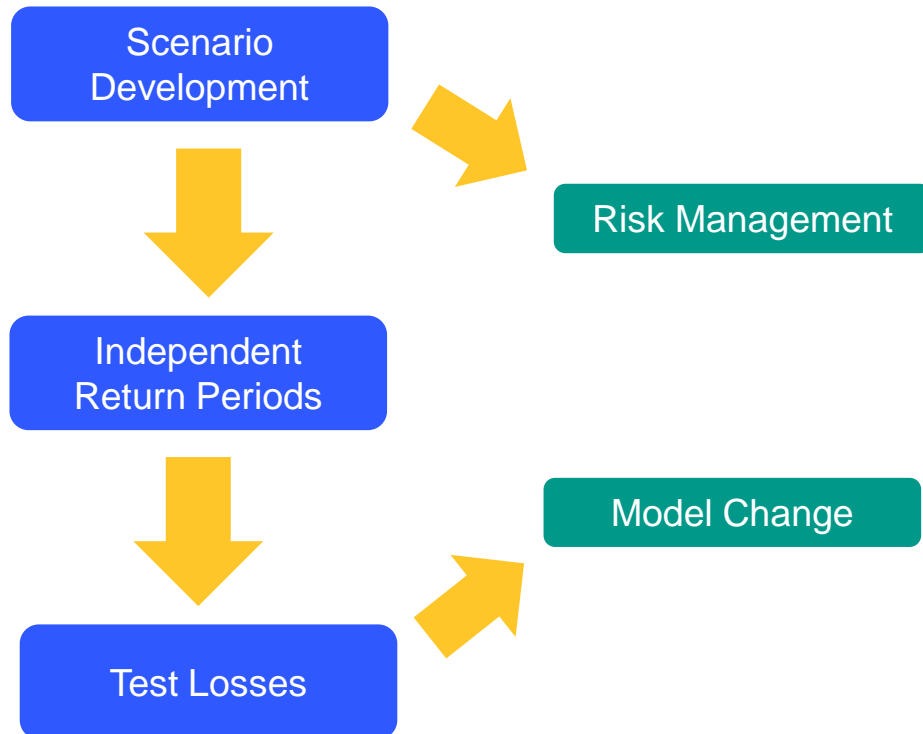 Scenario
Development
Risk Management
Independent
Return Periods
Model Change
Test Losses